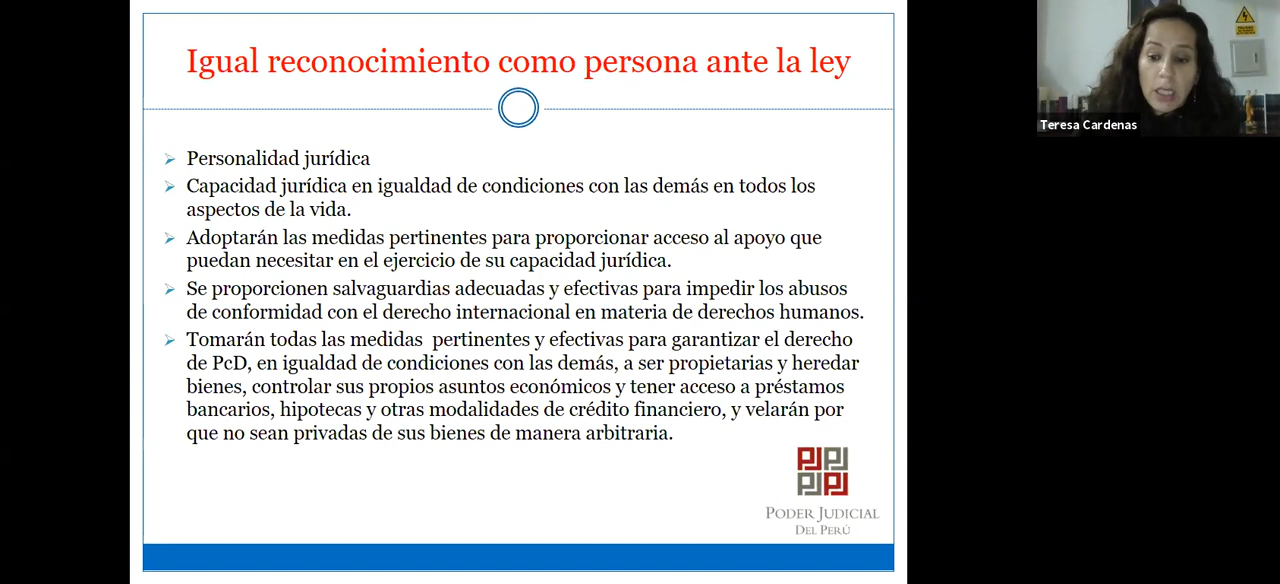 Igual reconocimiento como persona ante la ley
Personalidad jurídica
Capacidad jurídica en igualdad de condiciones con las demás en todos los
aspectos de la vida.
Adoptarán las medidas pertinentes para proporcionar acceso al apoyo que
puedan necesitar en el ejercicio de su capacidad jurídica.
Se proporcionen salvaguardias adecuadas y efectivas para impedir los abusos
de conformidad con el derecho internacional en materia de derechos humanos.
Tomarán todas las medidas pertinentes y efectivas para garantizar el derecho
de PcD, en igualdad de condiciones con las demás, a ser propietarias y heredar
bienes, controlar sus propios asuntos económicos y tener acceso a préstamos
bancarios, hipotecas y otras modalidades de crédito financiero, y velarán por
que no sean privadas de sus bienes de manera arbitraria.
PODER JUDICIAL
DEL PERÚ
Teresa Cardenas